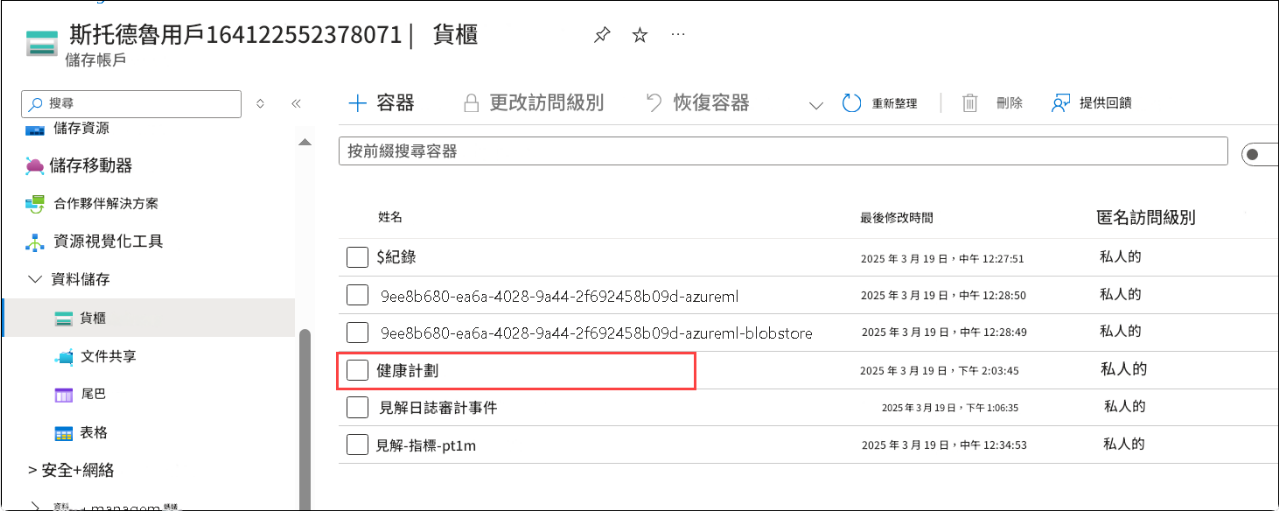 斯托德魯用戶164122552378071 | 貨櫃
儲存帳戶
搜尋
儲存資源
儲存移動器
合作夥伴解決方案
資源視覺化工具
資料儲存
貨櫃
文件共享
尾巴
表格
> 安全+網絡
資料 managem
+ 容器 更改訪問級別 恢復容器 重新整理 刪除 提供回饋
按前綴搜尋容器
姓名 最後修改時間 匿名訪問級別
$紀錄 2025 年 3 月 19 日,中午 12:27:51 私人的
9ee8b680-ea6a-4028-9a44-2f692458b09d-azureml 2025 年 3 月 19 日,中午 12:28:50 私人的
9ee8b680-ea6a-4028-9a44-2f692458b09d-azureml-blobstore 2025 年 3 月 19 日,中午 12:28:49 私人的
健康計劃 2025 年 3 月 19 日,下午 2:03:45 私人的
見解日誌審計事件 2025 年 3 月 19 日,下午 1:06:35 私人的
見解-指標-pt1m 2025 年 3 月 19 日,中午 12:34:53 私人的